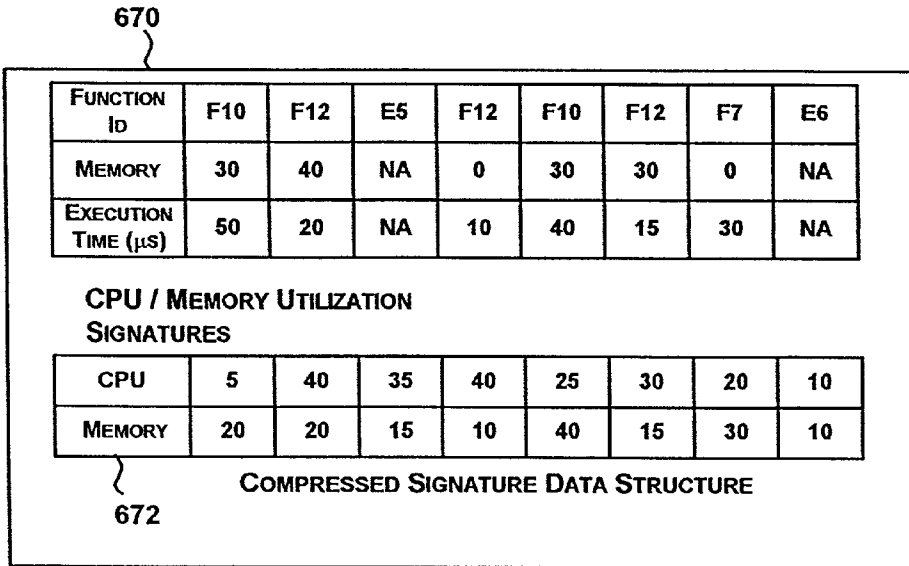 670
FUNCTION ID F10 F12 E5 F12 F10 F12 F7 E6
MEMORY 30 40 NA 0 30 30 0 NA
EXECUTION TIME (μS) 50 20 NA 10 40 15 30 NA
CPU / MEMORY UTILIZATION
SIGNATURES
CPU 5 40 35 40 25 30 20 10
MEMORY 20 20 15 10 40 15 30 10
COMPRESSED SIGNATURE DATA STRUCTURE
672